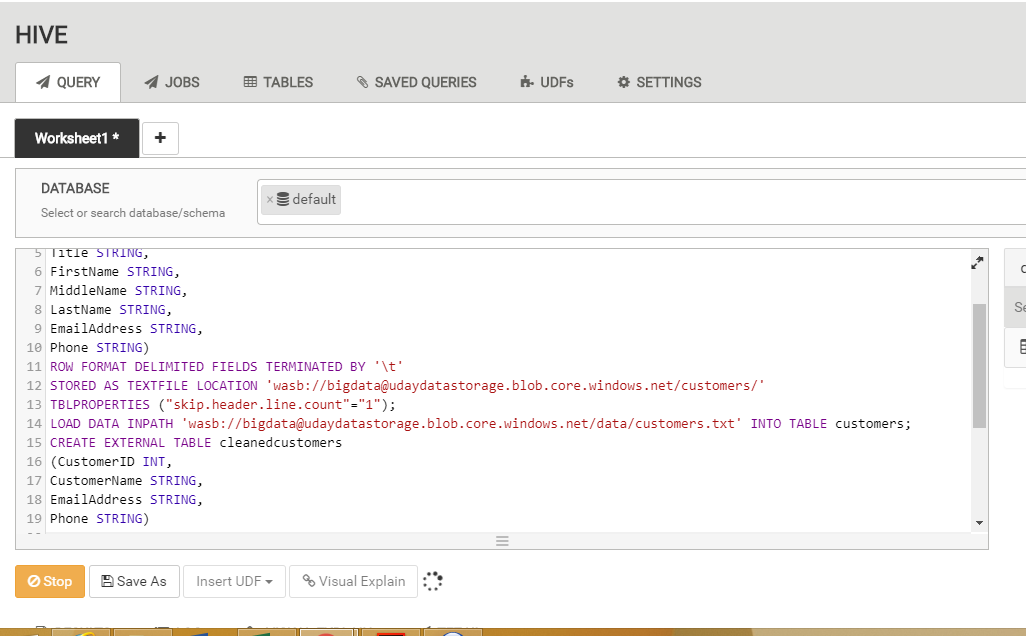 HIVE
QUERY JOBS TABLES SAVED QUERIES UDFs SETTINGS
Worksheet1 * +
DATABASE
Select or search database/schema
× default
5 Title STRING,
6 FirstName STRING,
7 MiddleName STRING,
8 LastName STRING,
9 EmailAddress STRING,
10 Phone STRING)
11 ROW FORMAT DELIMITED FIELDS TERMINATED BY '\t'
12 STORED AS TEXTFILE LOCATION 'wasb://bigdata@udaydatastorage.blob.core.windows.net/customers/'
13 TBLPROPERTIES ("skip.header.line.count"="1");
14 LOAD DATA INPATH 'wasb://bigdata@udaydatastorage.blob.core.windows.net/data/customers.txt' INTO TABLE customers;
15 CREATE EXTERNAL TABLE cleanedcustomers
16 (CustomerID INT,
17 CustomerName STRING,
18 EmailAddress STRING,
19 Phone STRING)
Stop Save As Insert UDF Visual Explain